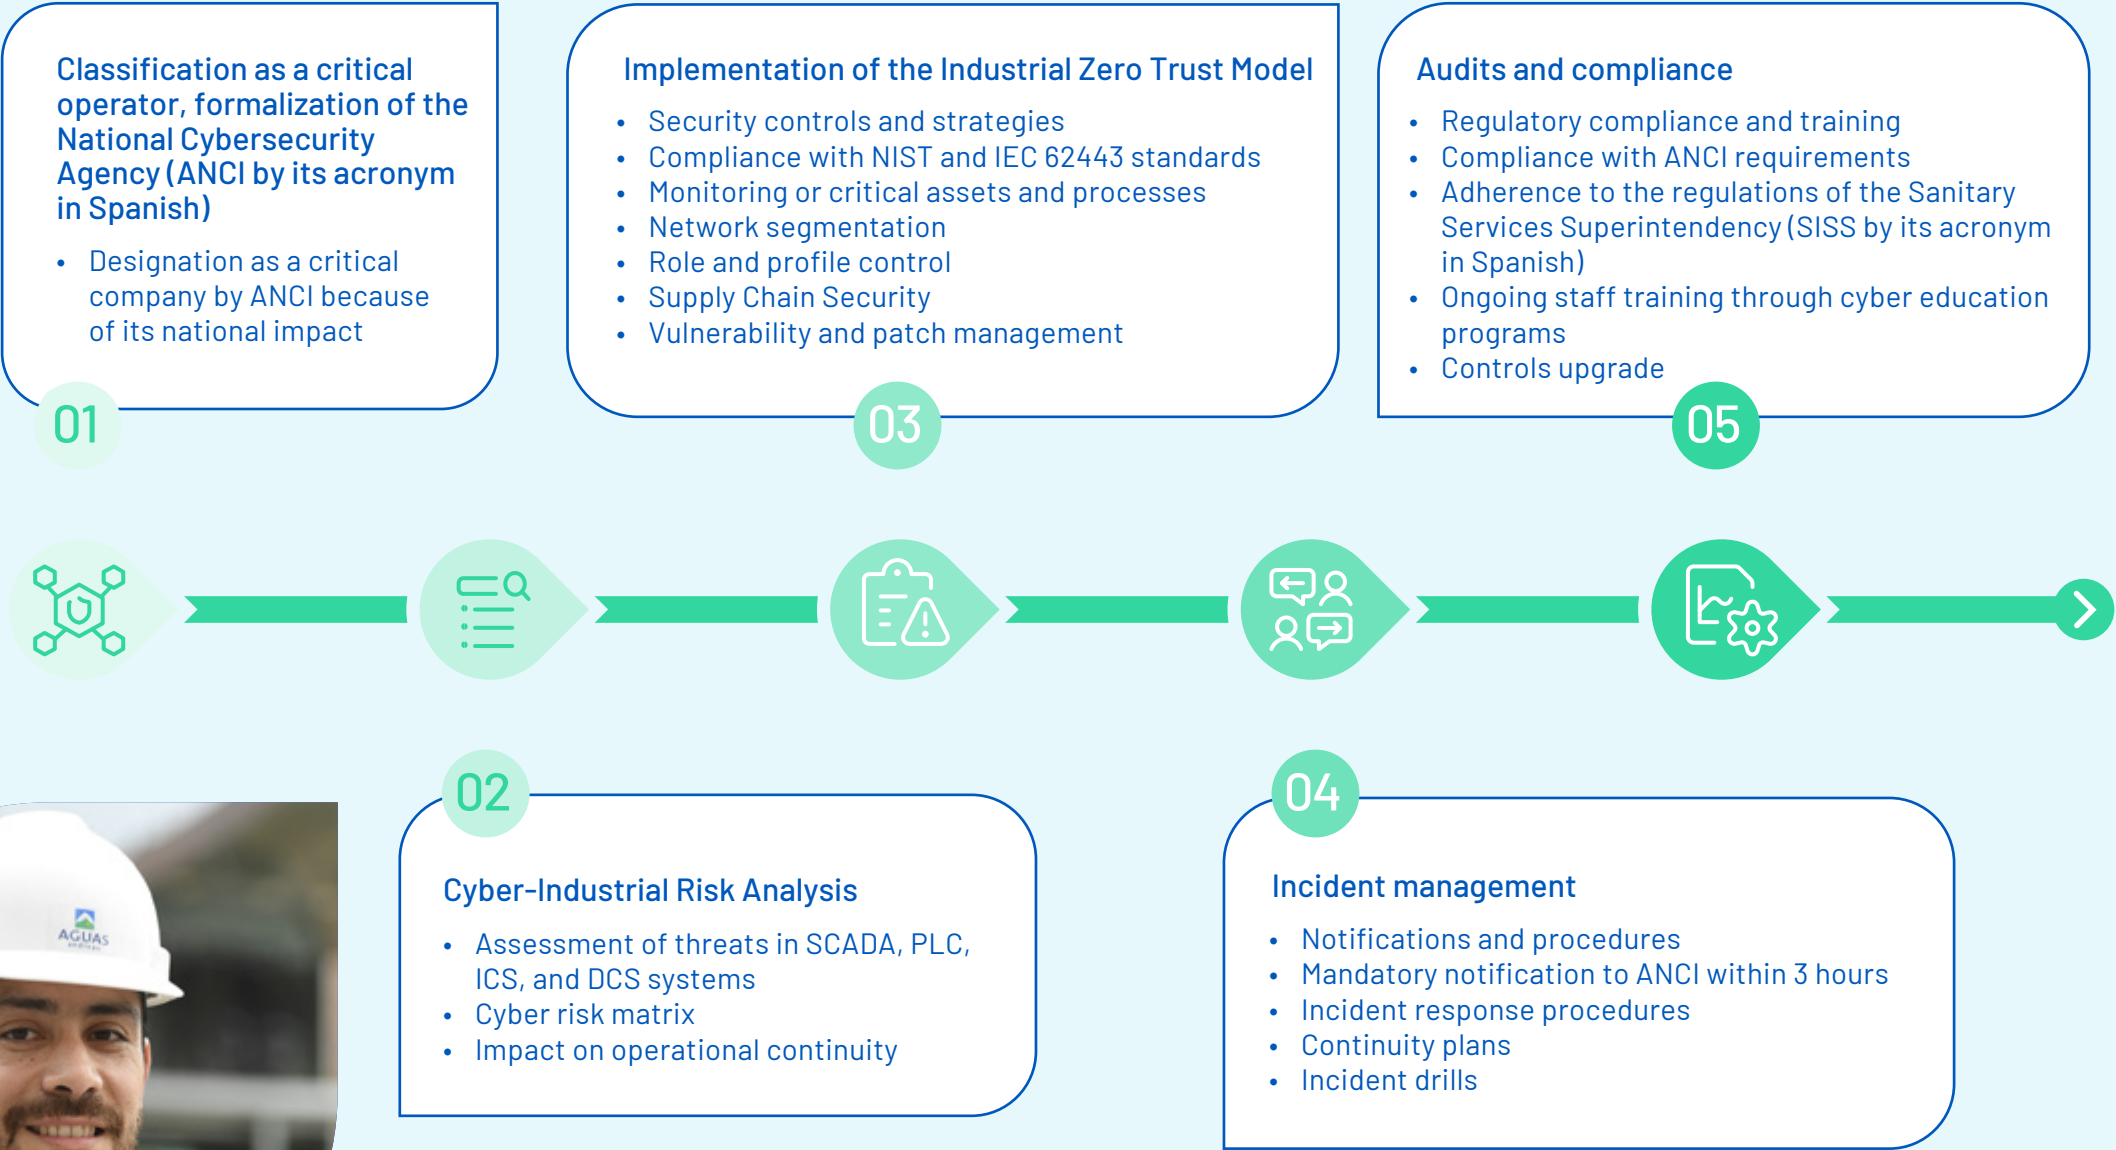 Classification as a critical
operator, formalization of the
National Cybersecurity
Agency (ANCI by its acronym
in Spanish)
• Designation as a critical
company by ANCI because
of its national impact
01
Cyber-Industrial Risk Analysis
• Assessment of threats in SCADA, PLC,
ICS, and DCS systems
• Cyber risk matrix
• Impact on operational continuity
02
Implementation of the Industrial Zero Trust Model
• Security controls and strategies
• Compliance with NIST and IEC 62443 standards
• Monitoring or critical assets and processes
• Network segmentation
• Role and profile control
• Supply Chain Security
• Vulnerability and patch management
03
Incident management
• Notifications and procedures
• Mandatory notification to ANCI within 3 hours
• Incident response procedures
• Continuity plans
• Incident drills
04
Audits and compliance
• Regulatory compliance and training
• Compliance with ANCI requirements
• Adherence to the regulations of the Sanitary
Services Superintendency (SISS by its acronym
in Spanish)
• Ongoing staff training through cyber education
programs
• Controls upgrade
05
AGUAS